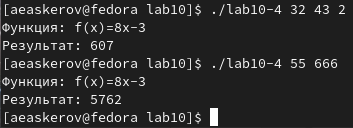 [aeaskerov@fedora lab10]$ ./lab10-4 32 43 2
Функция: f(x)=8x-3
Результат: 607
[aeaskerov@fedora lab10]$ ./lab10-4 55 666
Функция: f(x)=8x-3
Результат: 5762
[aeaskerov@fedora lab10]$